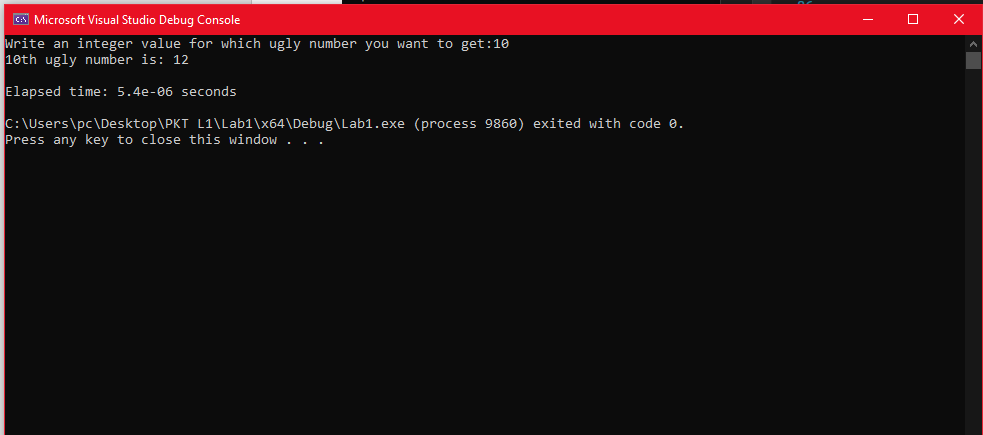 Microsoft Visual Studio Debug Console
Write an integer value for which ugly number you want to get:10
10th ugly number is: 12
Elapsed time: 5.4e-06 seconds
C:\Users\pc\Desktop\PKT L1\Lab1\x64\Debug\Lab1.exe (process 9860) exited with code 0.
Press any key to close this window . . .